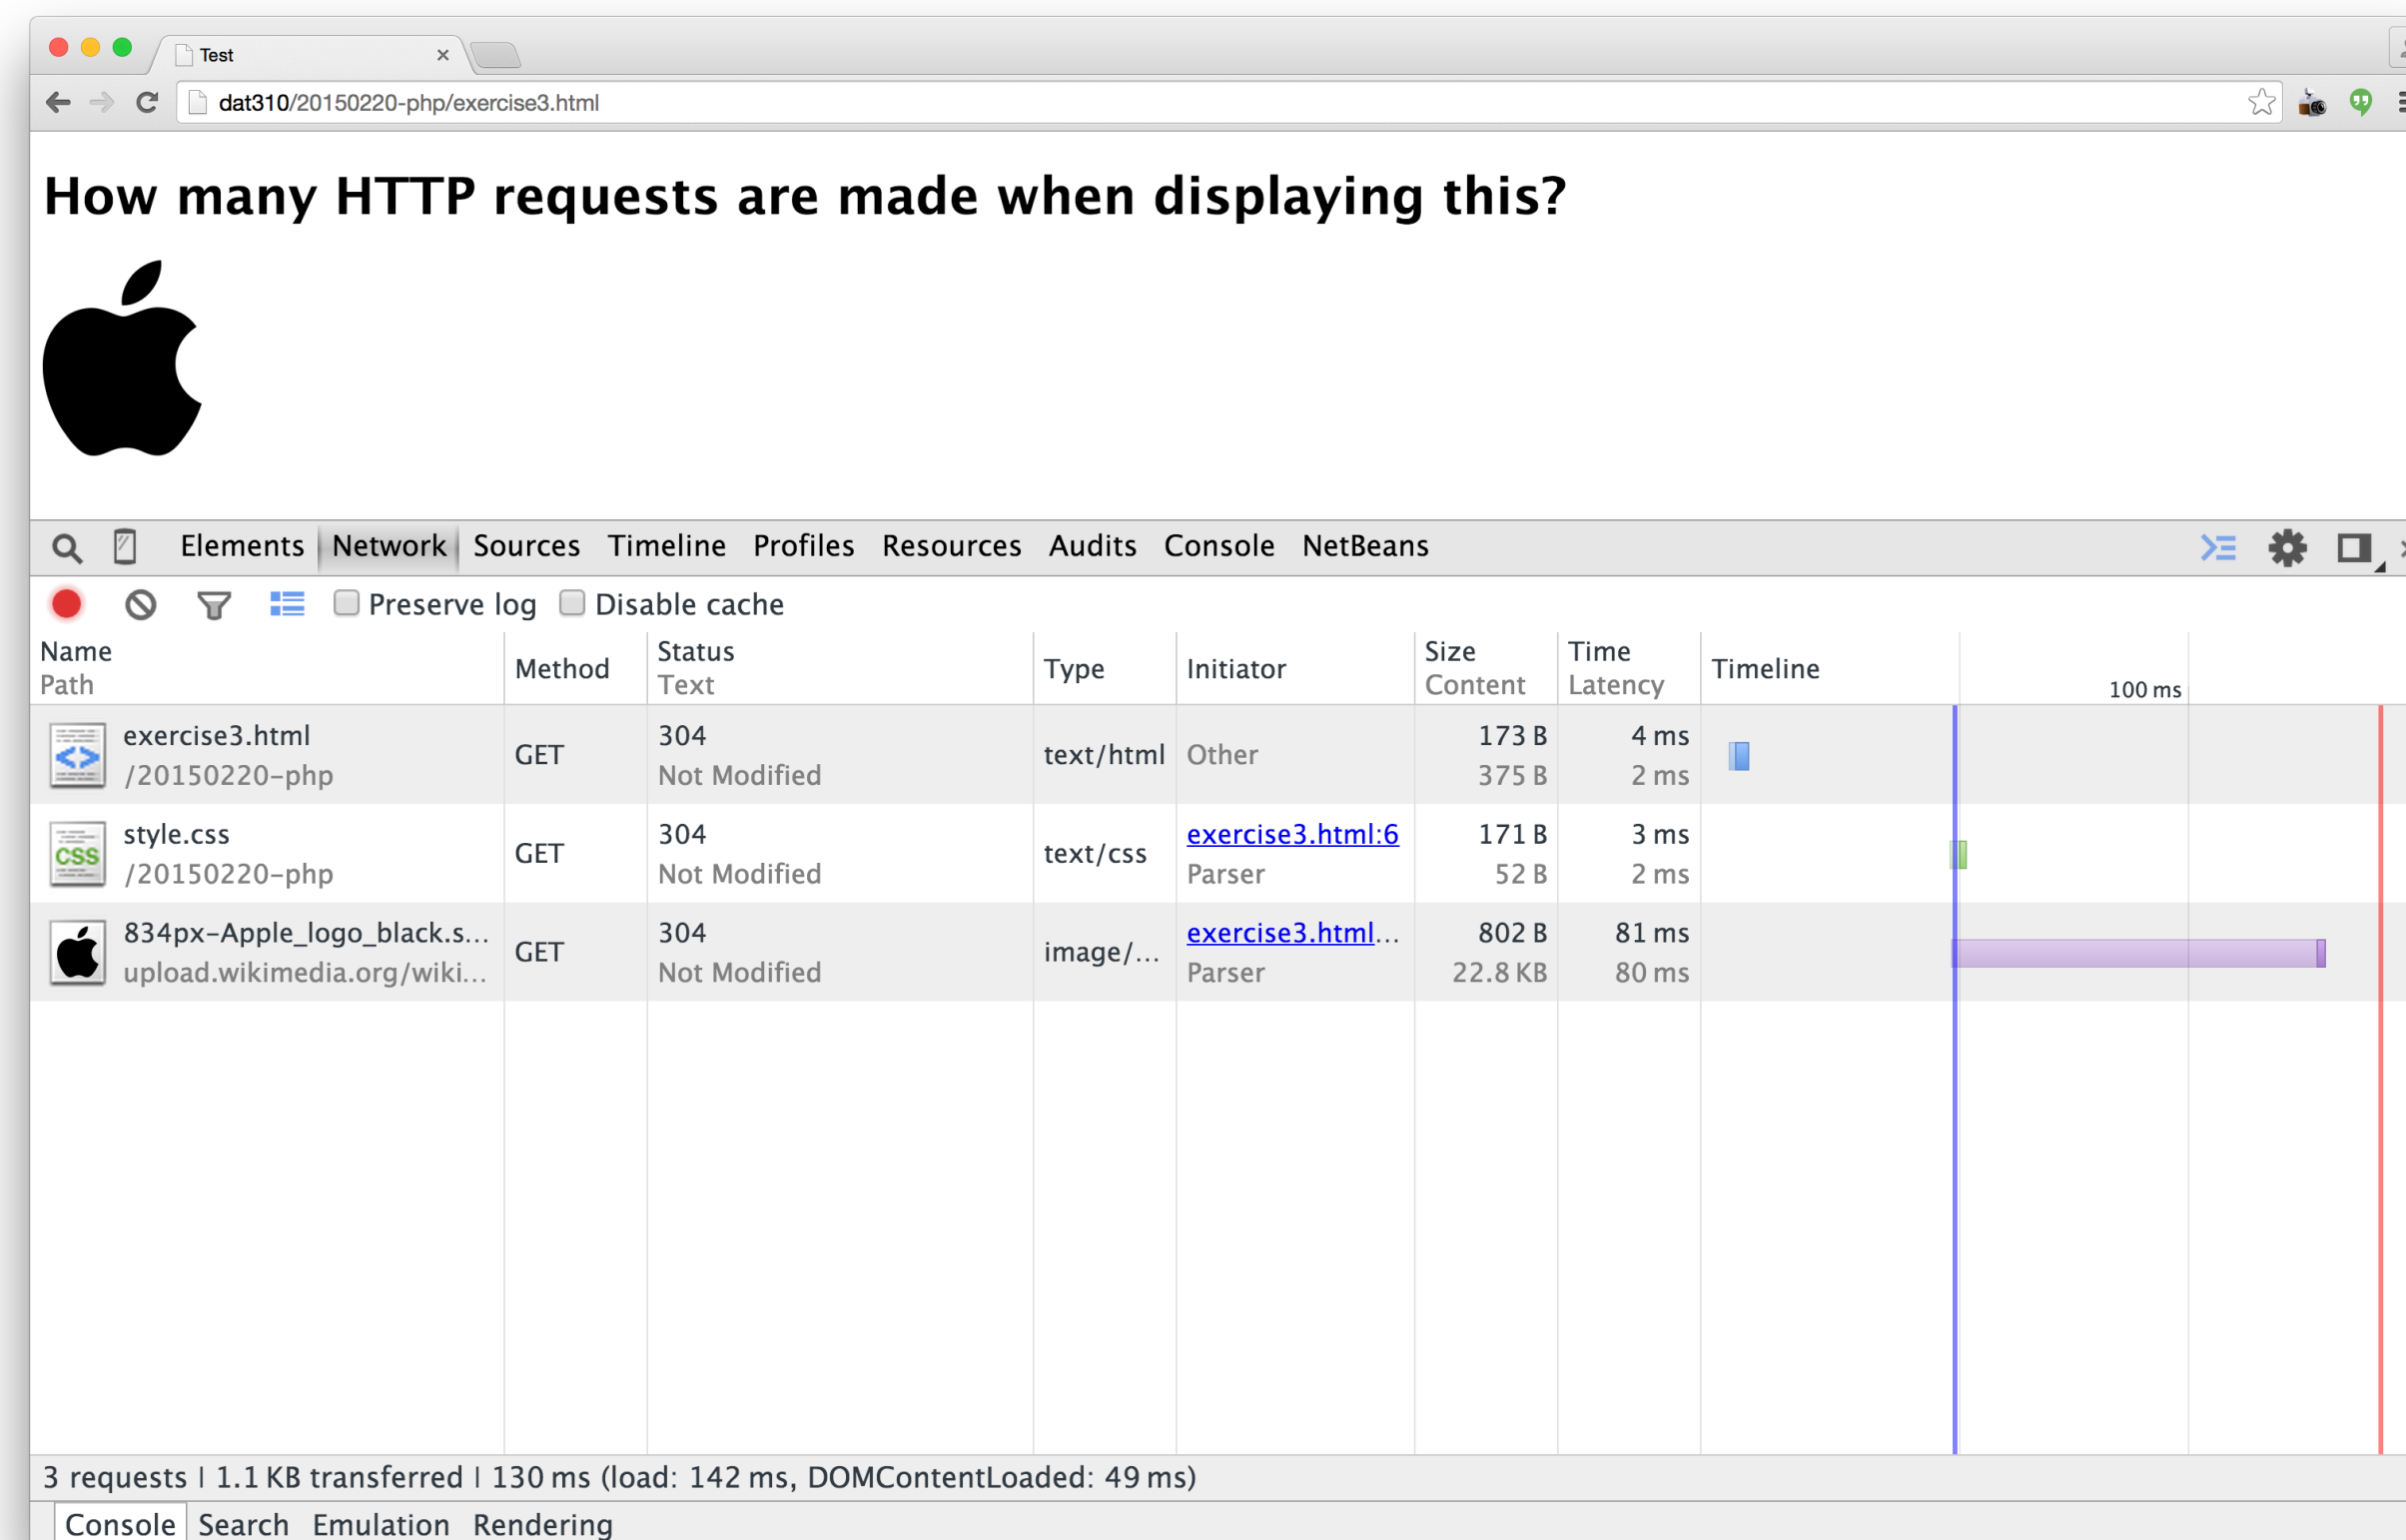 Test
dat310/20150220-php/exercise3.html
How many HTTP requests are made when displaying this?
Elements Network Sources Timeline Profiles Resources Audits Console NetBeans
Preserve log Disable cache
Name Method Status Type Initiator Size Time Timeline
Path Text Content Latency 100 ms
exercise3.html GET 304 text/html Other 173 B 4 ms
/20150220-php Not Modified 375 B 2 ms
style.css GET 304 text/css exercise3.html:6 171 B 3 ms
/20150220-php Not Modified Parser 52 B 2 ms
834px-Apple_logo_black.s... GET 304 image/... exercise3.html... 802 B 81 ms
upload.wikimedia.org/wiki... Not Modified Parser 22.8 KB 80 ms
3 requests | 1.1 KB transferred | 130 ms (load: 142 ms, DOMContentLoaded: 49 ms)
Console Search Emulation Rendering